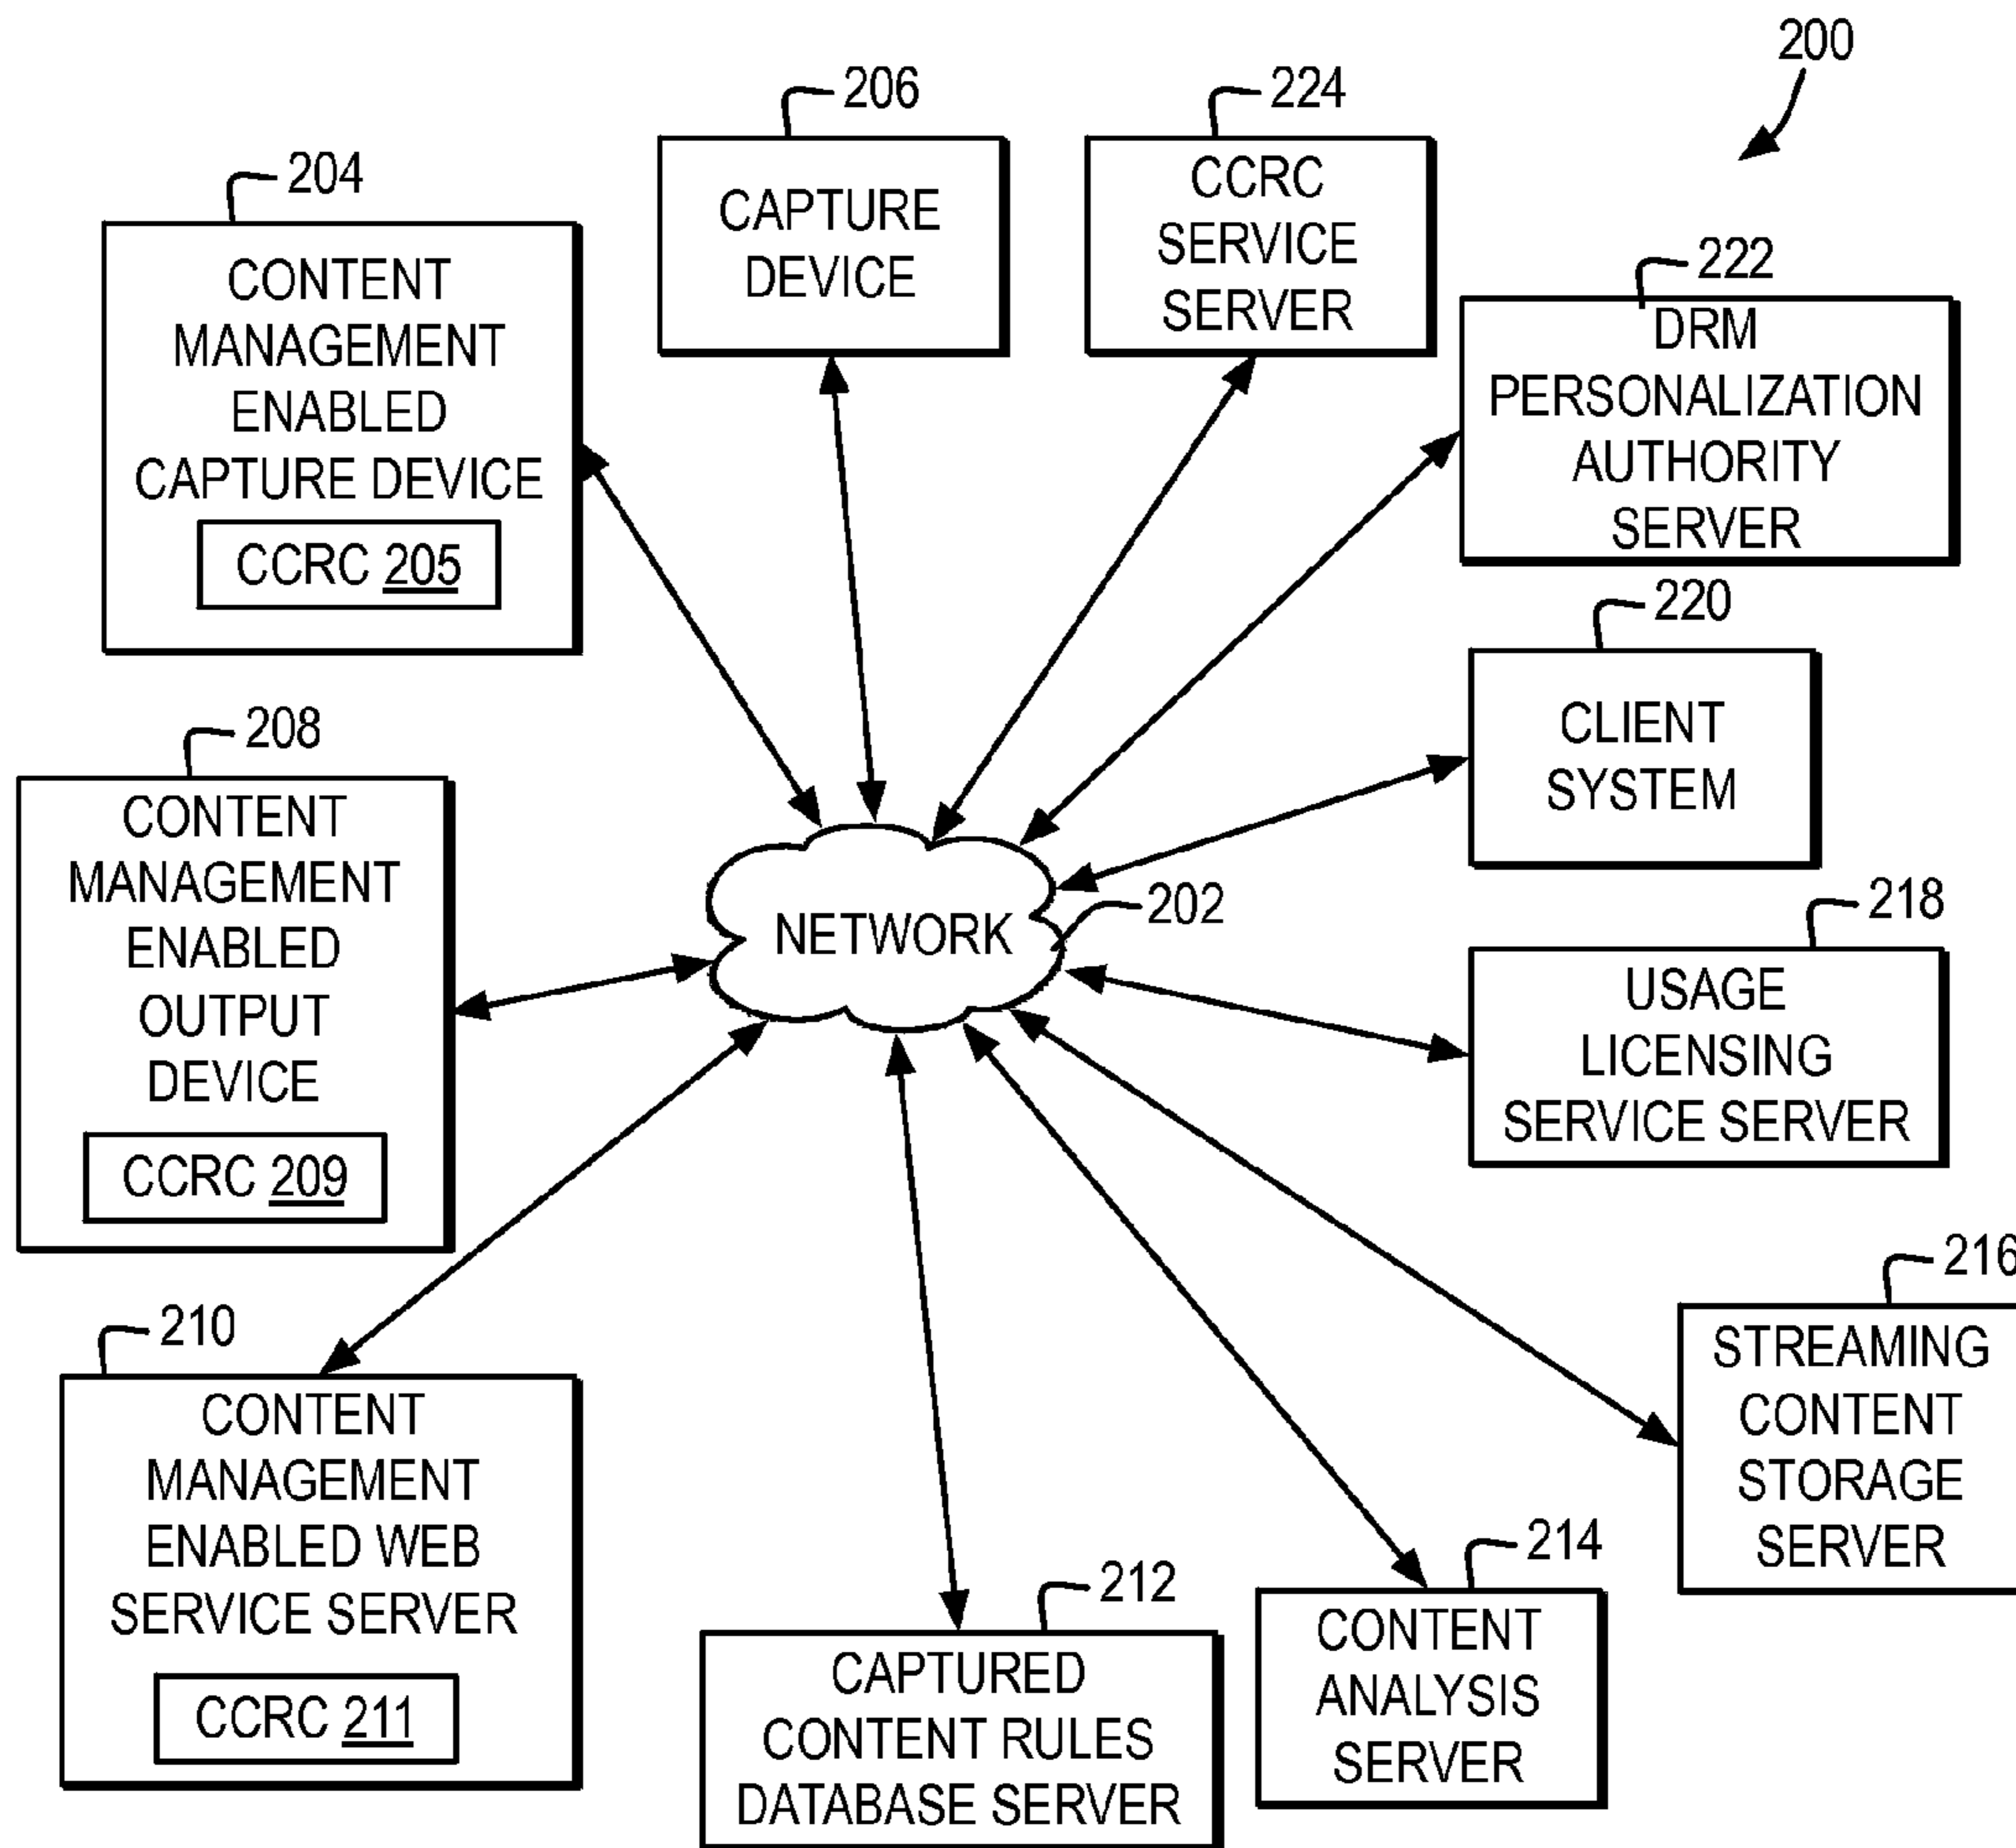 200
206
CAPTURE
DEVICE
224
CCRC
SERVICE
SERVER
204
CONTENT
MANAGEMENT
ENABLED
CAPTURE DEVICE
CCRC 205
222
DRM
PERSONALIZATION
AUTHORITY
SERVER
220
CLIENT
SYSTEM
208
CONTENT
MANAGEMENT
ENABLED
OUTPUT
DEVICE
CCRC 209
NETWORK
202
218
USAGE
LICENSING
SERVICE SERVER
216
STREAMING
CONTENT
STORAGE
SERVER
210
CONTENT
MANAGEMENT
ENABLED WEB
SERVICE SERVER
CCRC 211
212
CAPTURED
CONTENT RULES
DATABASE SERVER
214
CONTENT
ANALYSIS
SERVER